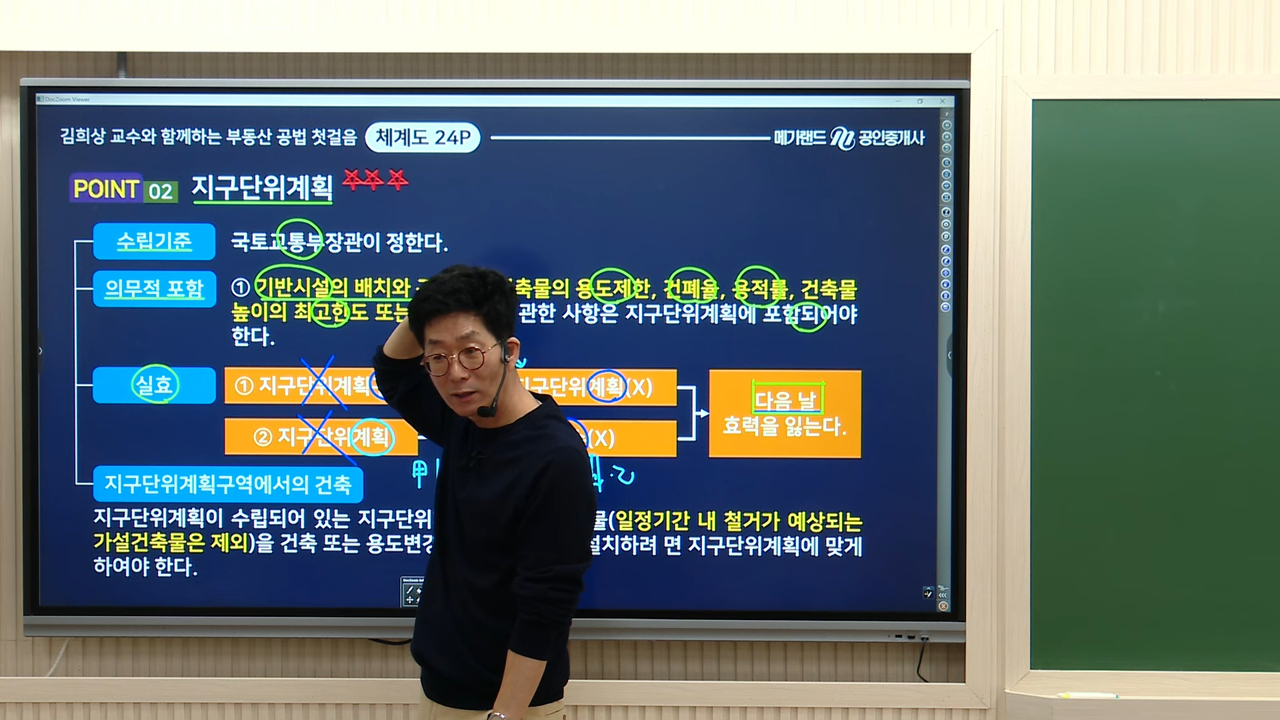 DocZoom Viewer
김희상 교수와 함께하는 부동산 공법 첫걸음 체계도 24P 메가랜드 공인중개사
POINT 02 지구단위계획
수립기준 국토교통부장관이 정한다.
의무적 포함 ① 기반시설의 배치와 건축물의 용도제한, 건폐율, 용적률, 건축물
높이의 최고한도 또는 관한 사항은 지구단위계획에 포함되어야
한다.
실효 ① 지구단위계획 지구단위계획(X) 다음 날
② 지구단위계획 (X) 효력을 잃는다.
지구단위계획구역에서의 건축
甲 乙
지구단위계획이 수립되어 있는 지구단위 물(일정기간 내 철거가 예상되는
가설건축물은 제외)을 건축 또는 용도변경 설치하려 면 지구단위계획에 맞게
하여야 한다.